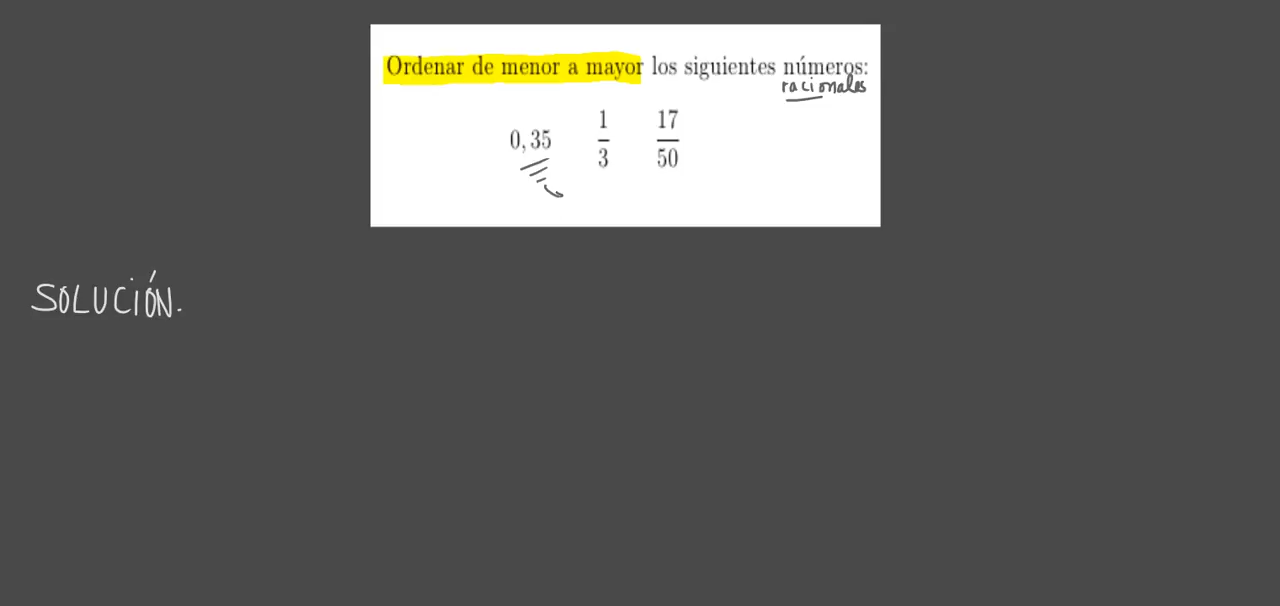 Ordenar de menor a mayor los siguientes números:
racionales
0,35 1/3 17/50
SOLUCIÓN.